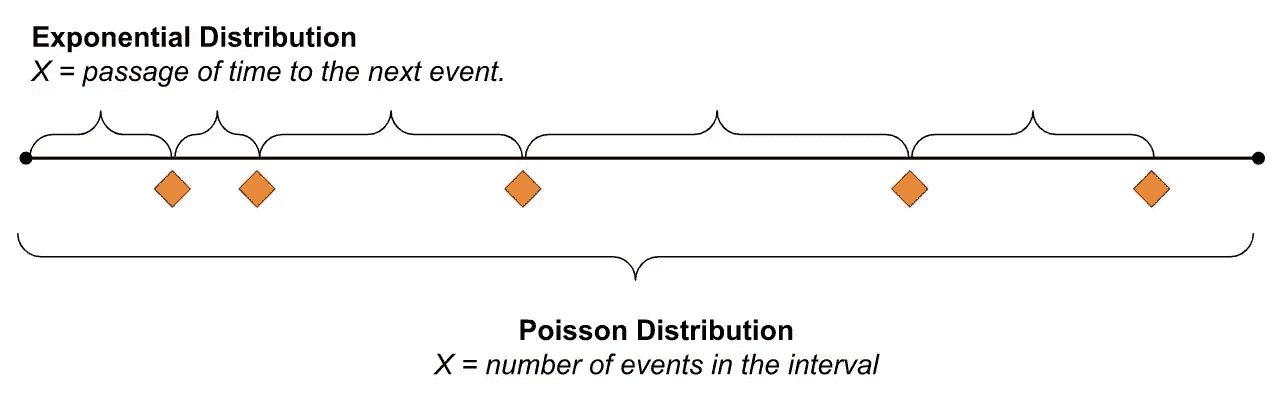 Exponential Distribution
X = passage of time to the next event.
Poisson Distribution
X = number of events in the interval